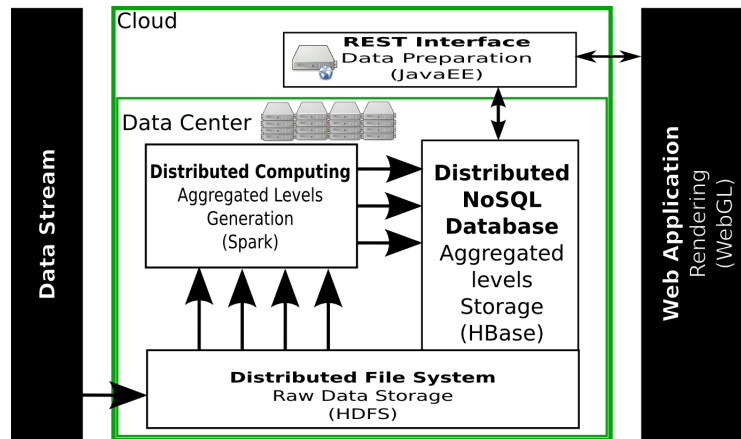 Cloud
REST Interface
Data Preparation
(JavaEE)
Data Center
Distributed Computing
Aggregated Levels
Generation
(Spark)
Distributed
NoSQL
Database
Aggregated
levels
Storage
(HBase)
Distributed File System
Raw Data Storage
(HDFS)
Data Stream
Web Application
Rendering
(WebGL)